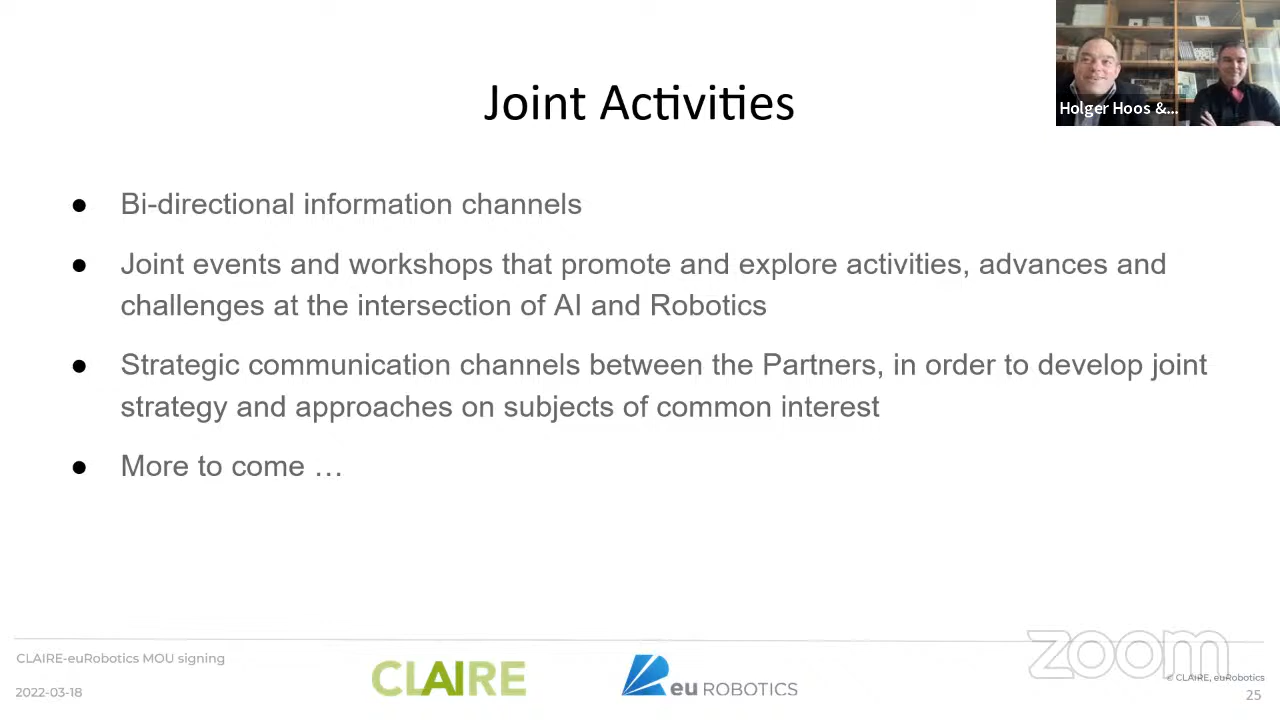 Joint Activities
Holger Hoos &...
● Bi-directional information channels
● Joint events and workshops that promote and explore activities, advances and
challenges at the intersection of AI and Robotics
● Strategic communication channels between the Partners, in order to develop joint
strategy and approaches on subjects of common interest
● More to come …
CLAIRE-euRobotics MOU signing
2022-03-18
CLAIRE
eu ROBOTICS
zoom
© CLAIRE, euRobotics
25